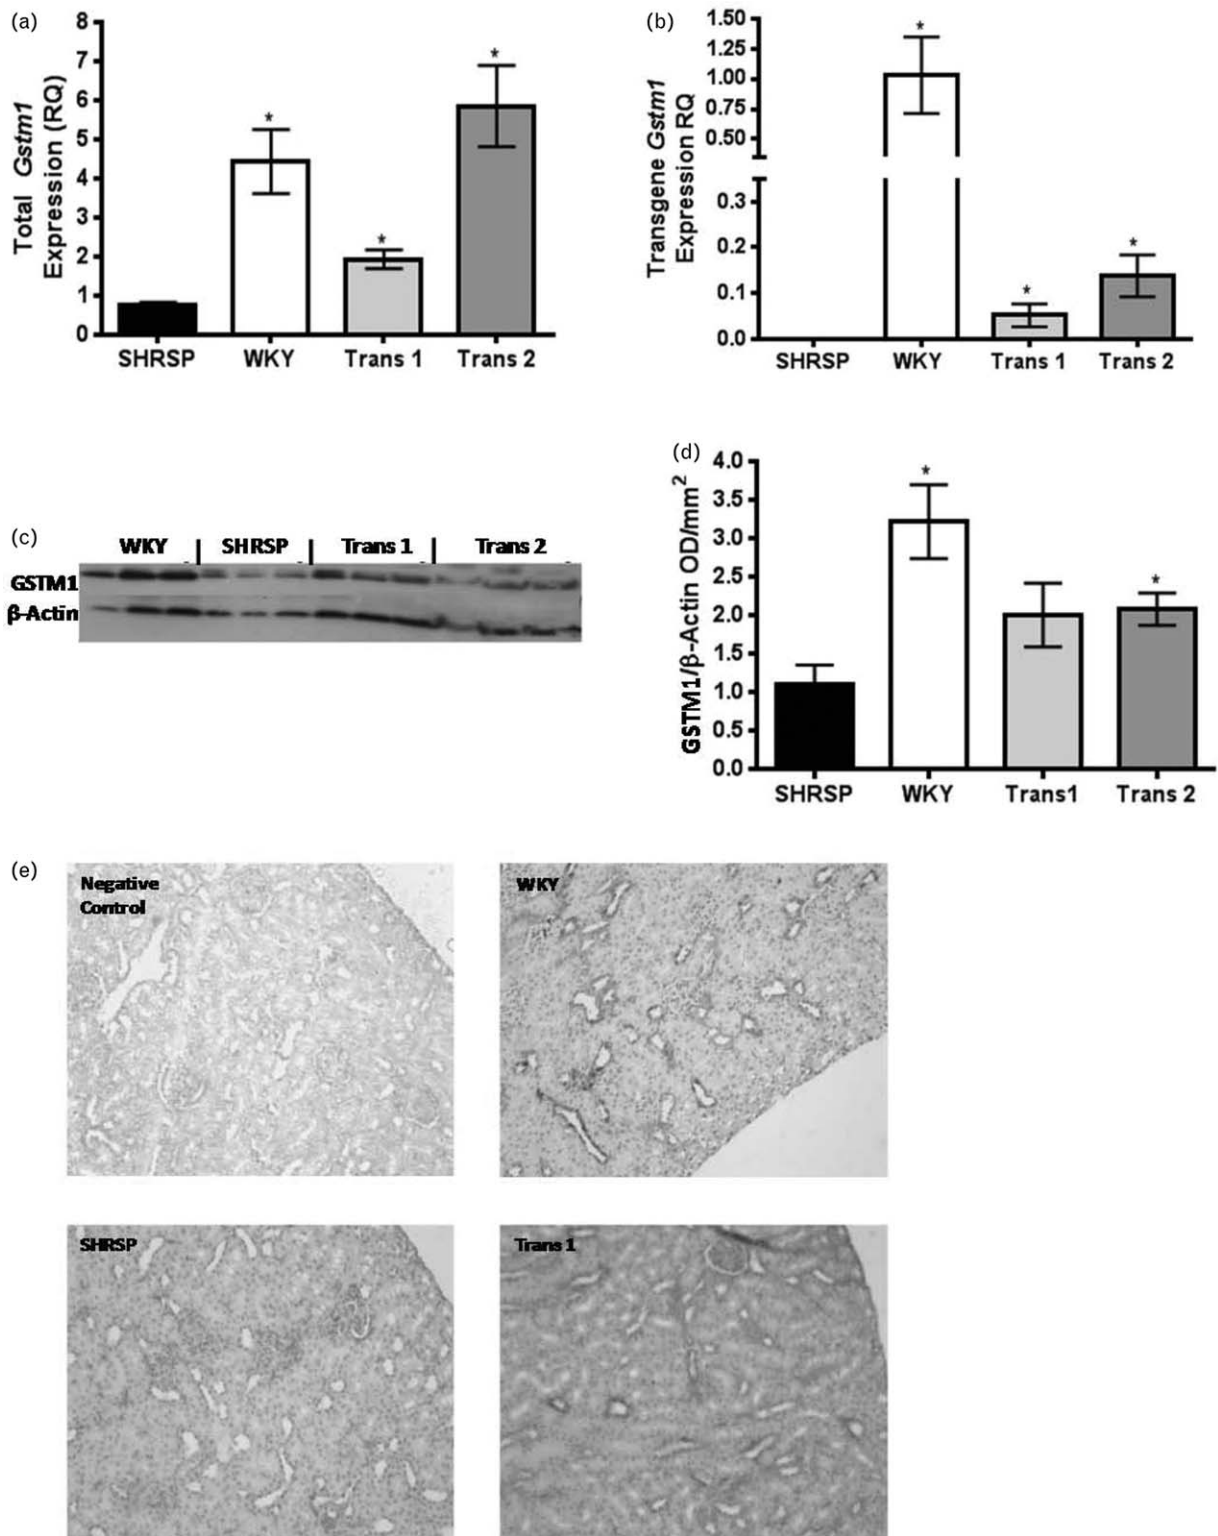 (a)
Total Gstm1
Expression (RQ)
8
7
6
5
4
3
2
1
0
*
*
*
SHRSP WKY Trans 1 Trans 2
(b)
Transgene Gstm1
Expression RQ
1.50
1.25
1.00
0.75
0.50
0.3
0.2
0.1
0.0
*
*
*
SHRSP WKY Trans 1 Trans 2
(c)
WKY SHRSP Trans 1 Trans 2
GSTM1
β-Actin
(d)
GSTM1/β-Actin OD/mm2
4.0
3.5
3.0
2.5
2.0
1.5
1.0
0.5
0.0
*
*
SHRSP WKY Trans1 Trans 2
(e)
Negative
Control
WKY
SHRSP
Trans 1